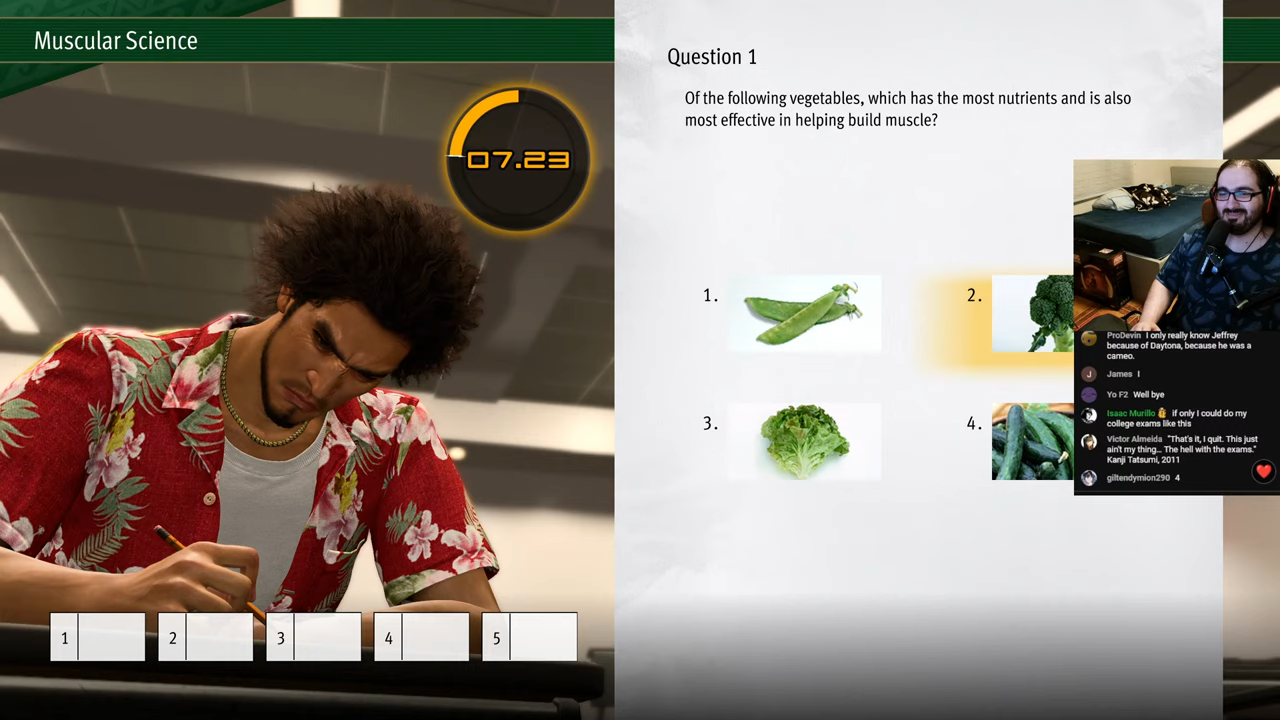 Muscular Science
07.23
Question 1
Of the following vegetables, which has the most nutrients and is also
most effective in helping build muscle?
1.
2.
3.
4.
ProDevin I only really know Jeffrey
because of Daytona, because he was a
cameo.
J James I
Yo F2 Well bye
Isaac Murillo if only I could do my
college exams like this
Victor Almeida "That's it, I quit. This just
ain't my thing... The hell with the exams."
Kanji Tatsumi, 2011
giltendymion290 4
1 2 3 4 5